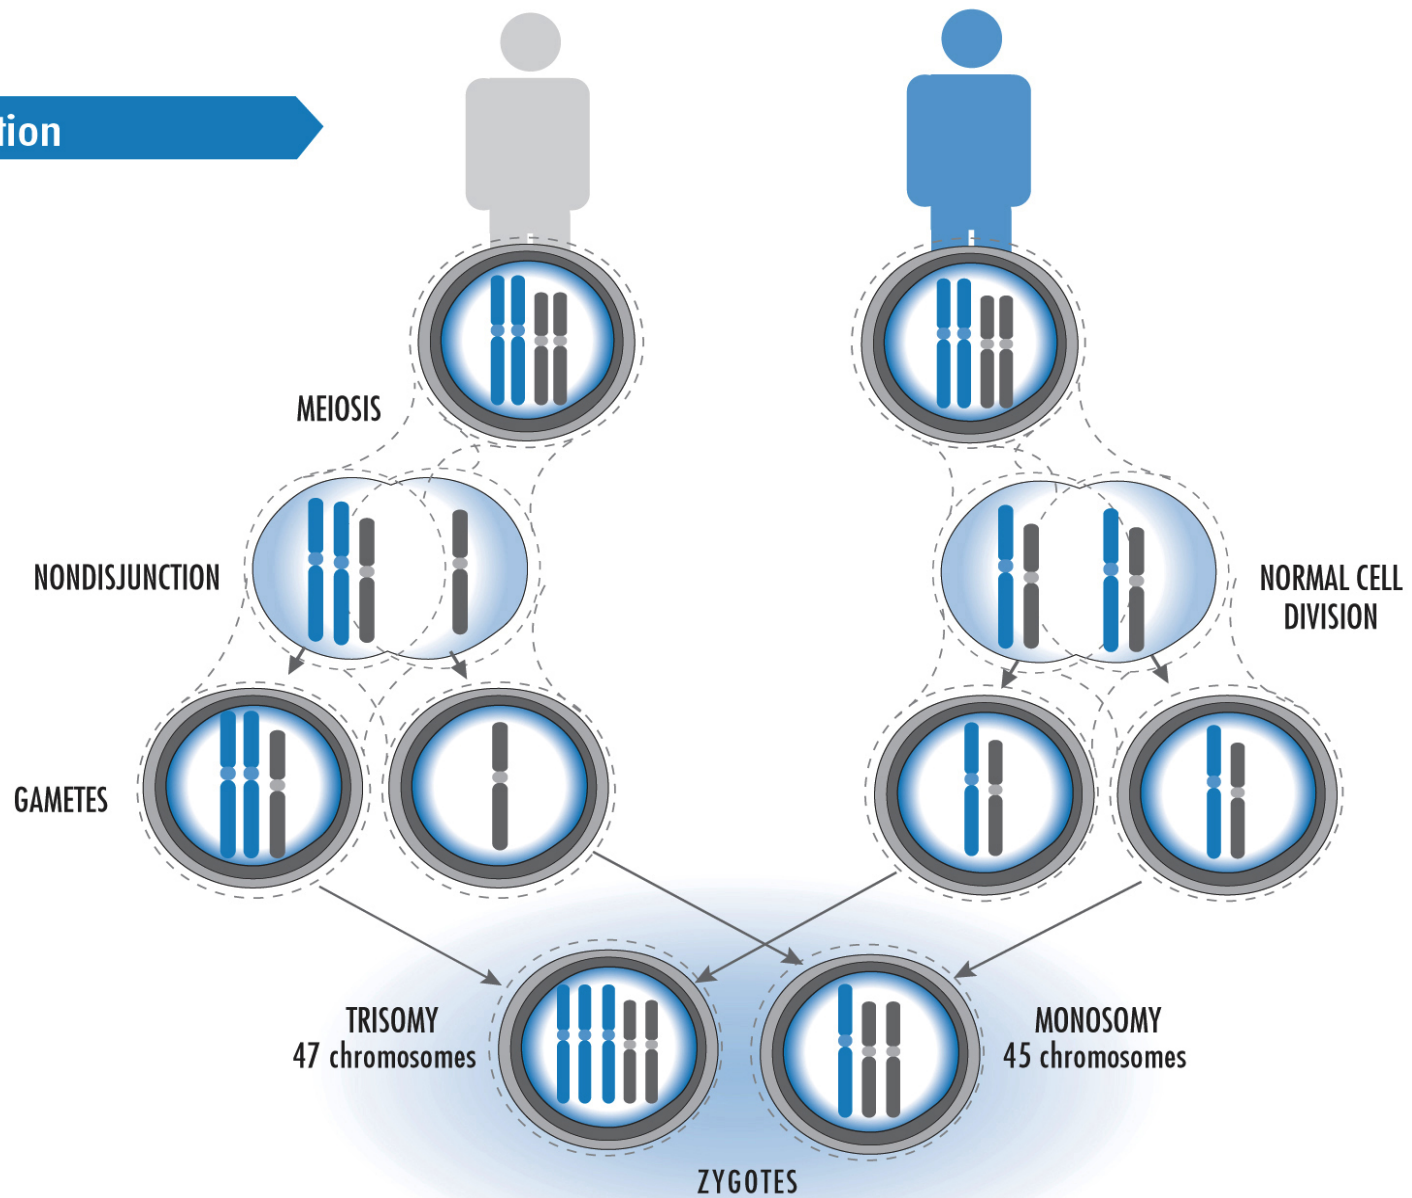 tion
MEIOSIS
NONDISJUNCTION
NORMAL CELL
DIVISION
GAMETES
TRISOMY
47 chromosomes
MONOSOMY
45 chromosomes
ZYGOTES